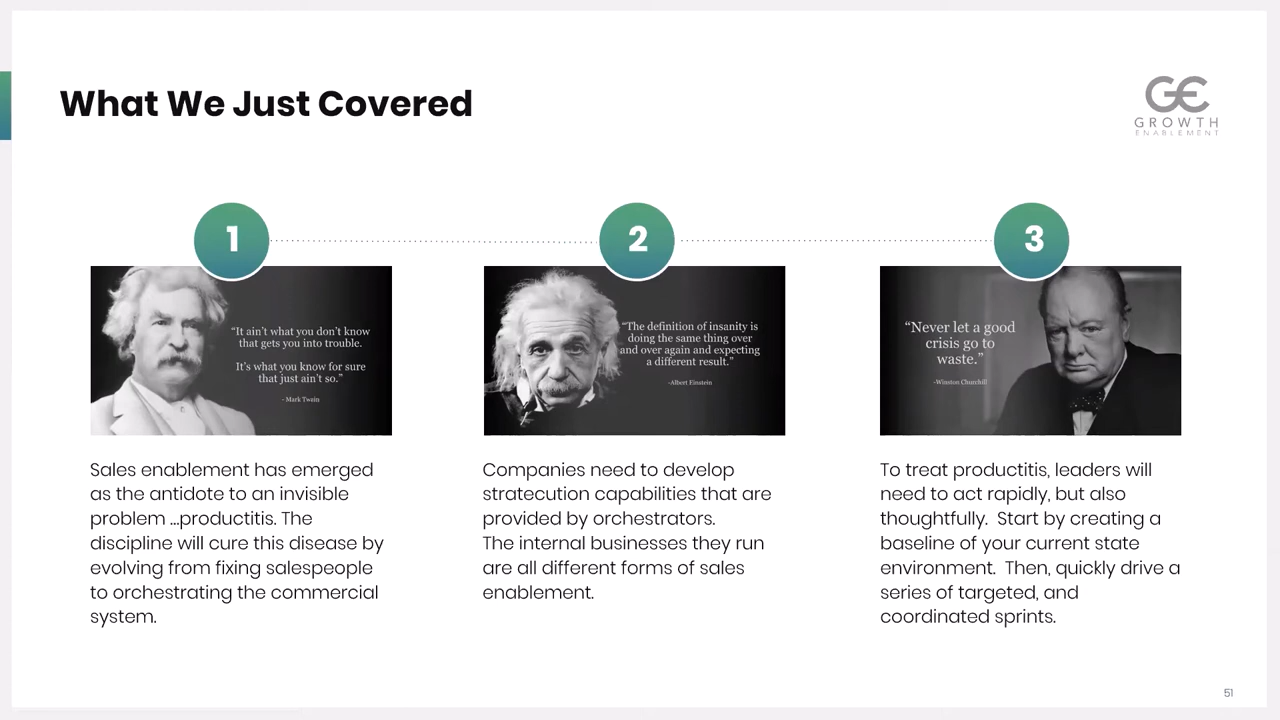 What We Just Covered
GE
GROWTH
ENABLEMENT
1
2
3
“It ain’t what you don’t know
that gets you into trouble.
It’s what you know for sure
that just ain’t so.”
- Mark Twein
“The definition of insanity is
doing the same thing over
and over again and expecting
a different result.”
-Albert Einstein
“Never let a good
crisis go to
waste.”
-Winston Churchill
Sales enablement has emerged
as the antidote to an invisible
problem ...productitis. The
discipline will cure this disease by
evolving from fixing salespeople
to orchestrating the commercial
system.
Companies need to develop
stratecution capabilities that are
provided by orchestrators.
The internal businesses they run
are all different forms of sales
enablement.
To treat productitis, leaders will
need to act rapidly, but also
thoughtfully.  Start by creating a
baseline of your current state
environment.  Then, quickly drive a
series of targeted, and
coordinated sprints.
51